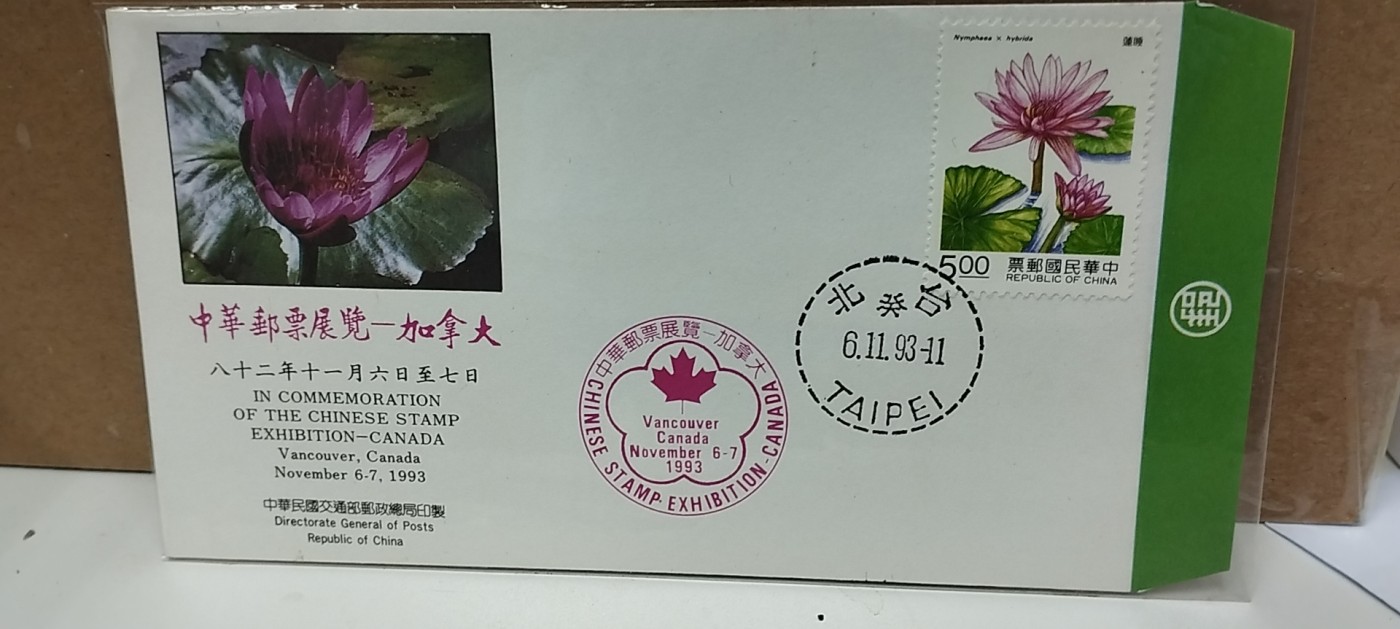 Nymphaea × hybrida
蓮睡
5.00
票郵國民華中
REPUBLIC OF CHINA
中華郵票展覽—加拿大
八十二年十一月六日至七日
IN COMMEMORATION
OF THE CHINESE STAMP
EXHIBITION—CANADA
Vancouver, Canada
November 6-7, 1993
中華民國交通部郵政總局印製
Directorate General of Posts
Republic of China
中華郵票展覽—加拿大
Vancouver
Canada
November 6-7
1993
CHINESE STAMP EXHIBITION-CANADA
北 癸 台
6.11.93-11
TAIPEI